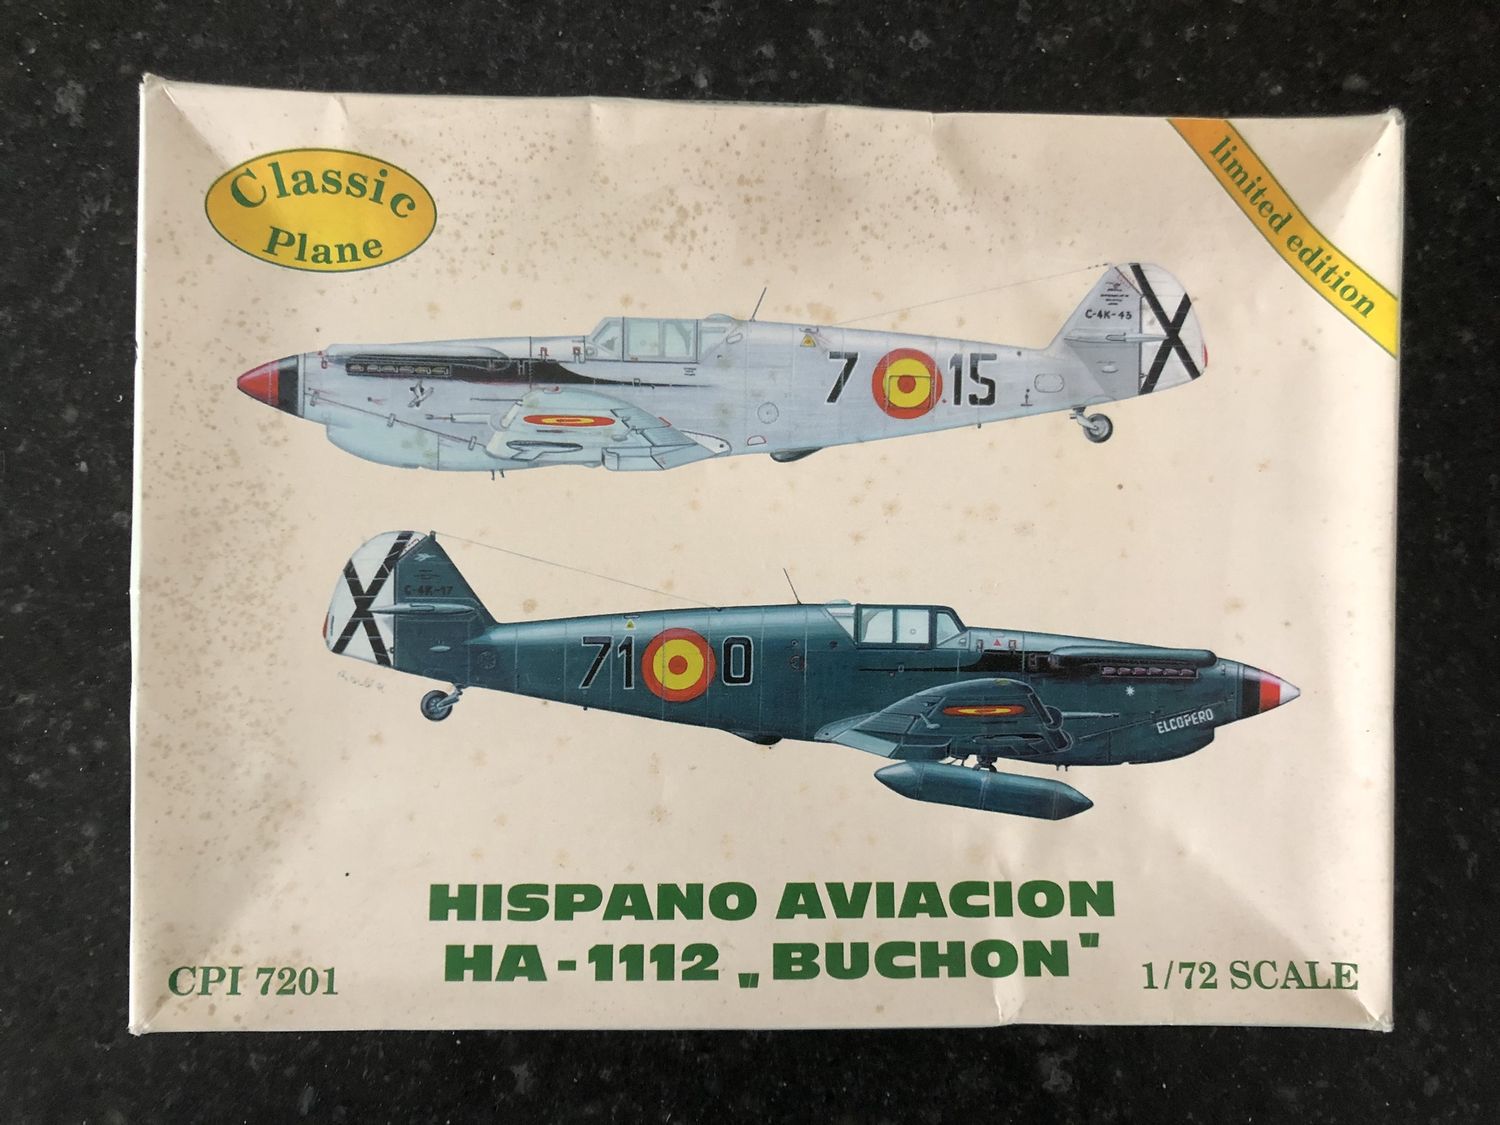 Classic
Plane
limited edition
C-4K-45
7 15
C-4K-17
71 0
ELCOPERO
HISPANO AVIACION
HA-1112 „BUCHON"
CPI 7201
1/72 SCALE